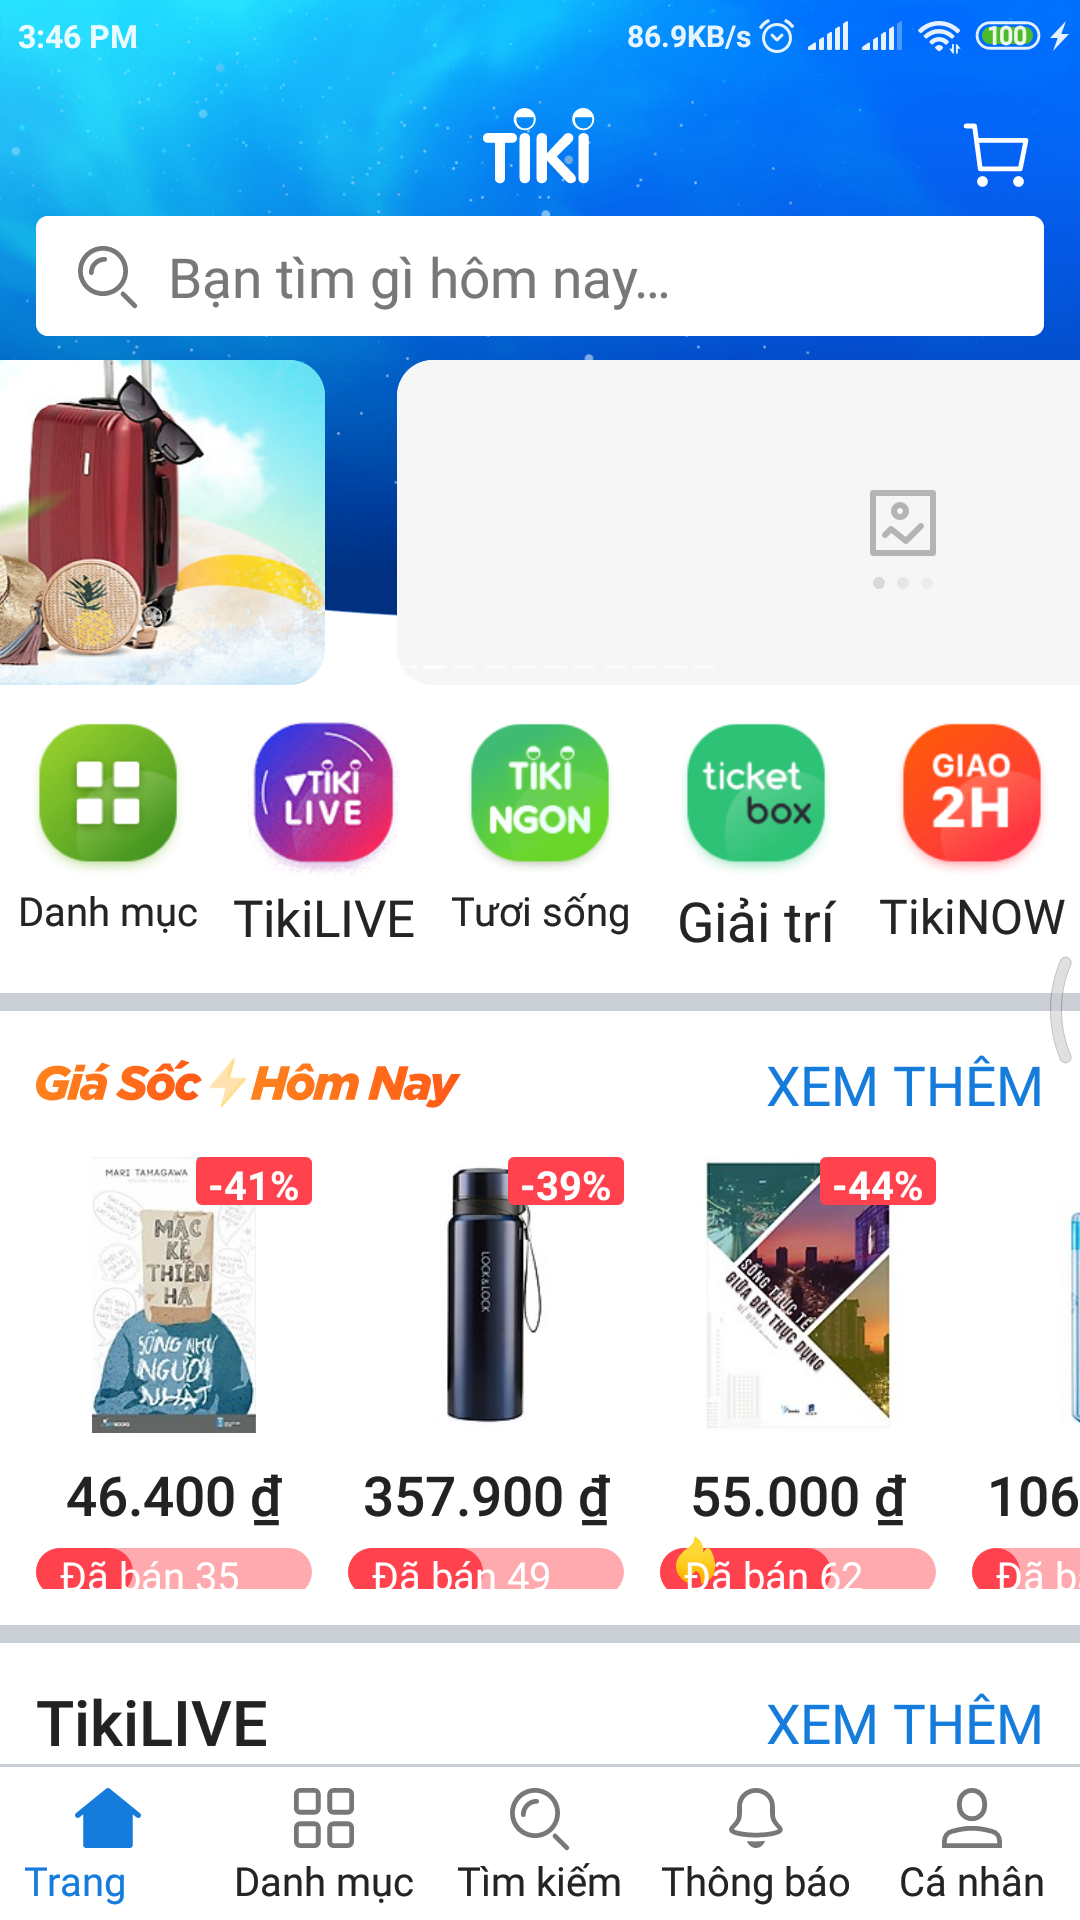 3:46 PM
86.9KB/s
100
TIKI
Bạn tìm gì hôm nay...
TIKI
LIVE
TIKI
NGON
ticket
box
GIAO
2H
Danh mục
TikiLIVE
Tươi sống
Giải trí
TikiNOW
Giá Sốc Hôm Nay
XEM THÊM
MARI TAMAGAWA
-41%
MẶC
KỆ
THIÊN
HẠ
SỐNG NHƯ
NGƯỜI
NHẬT
-39%
LOCK&LOCK
-44%
SỐNG THỰC TẾ
GIỮA ĐỜI THỰC DỤNG
46.400 ₫
357.900 ₫
55.000 ₫
106
Đã bán 35
Đã bán 49
Đã bán 62
Đã b
TikiLIVE
XEM THÊM
Trang
Danh mục
Tìm kiếm
Thông báo
Cá nhân